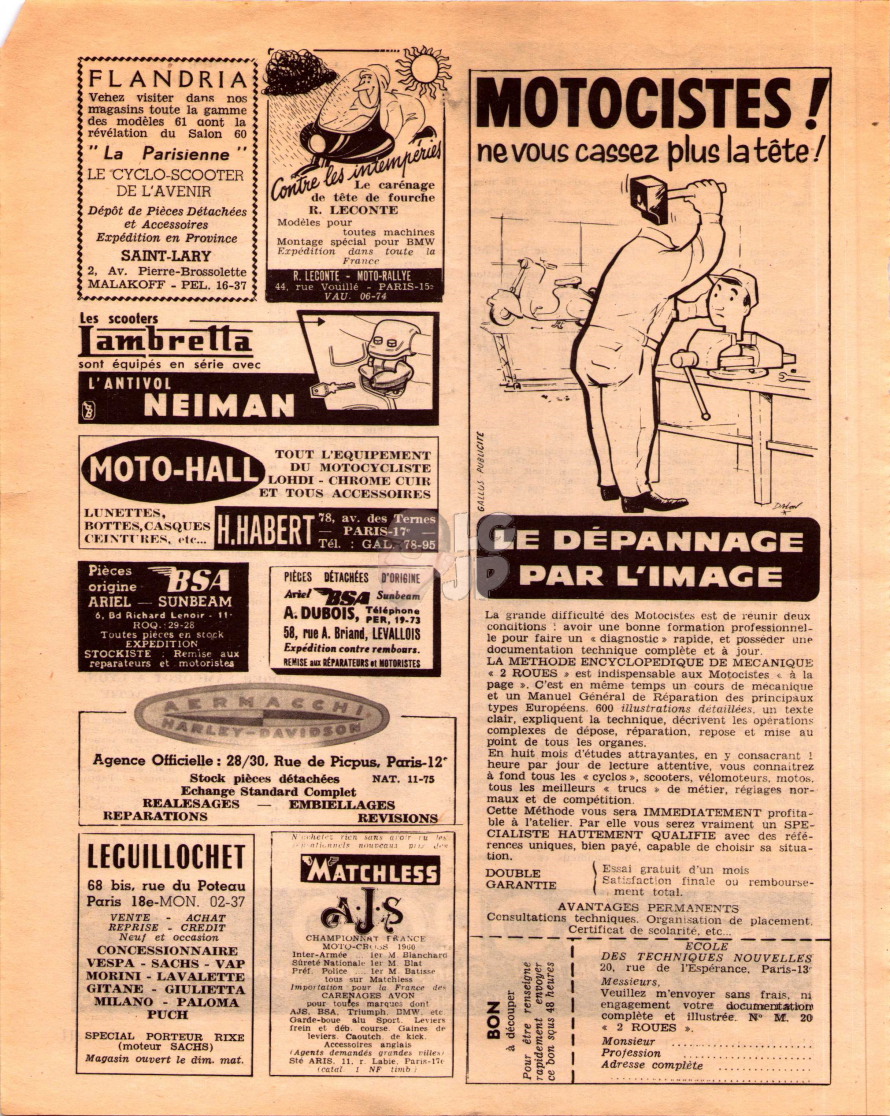 FLANDRIA
Venez visiter dans nos
magasins toute la gamme
des modèles 61 dont la
révélation du Salon 60
" La Parisienne "
LE CYCLO-SCOOTER
DE L'AVENIR
Dépôt de Pièces Détachées
et Accessoires
Expédition en Province
SAINT-LARY
2, Av. Pierre-Brossolette
MALAKOFF - PEL. 16-37
Contre les intempéries
Le carénage
de tête de fourche
R. LECONTE
Modèles pour
toutes machines
Montage spécial pour BMW
Expédition dans toute la
France
R. LECONTE - MOTO-RALLYE
44, rue Vouillé - PARIS-15e
VAU. 06-74
Les scooters
Lambretta
sont équipés en série avec
L'ANTIVOL
NEIMAN
MOTO-HALL
TOUT L'EQUIPEMENT
DU MOTOCYCLISTE
LOHDI - CHROME CUIR
ET TOUS ACCESSOIRES
LUNETTES,
BOTTES, CASQUES
CEINTURES, etc...
H. HABERT
78, av. des Ternes
— PARIS-17e —
Tél. : GAL. 78-95
Pièces
origine BSA
ARIEL — SUNBEAM
6, Bd Richard Lenoir - 11e
ROQ. 29-28
Toutes pièces en stock
EXPEDITION
STOCKISTE : Remise aux
réparateurs et motoristes
PIÈCES DÉTACHÉES D'ORIGINE
Ariel BSA Sunbeam
A. DUBOIS, Téléphone
PER. 19-73
58, rue A. Briand, LEVALLOIS
Expédition contre rembours.
REMISE aux RÉPARATEURS et MOTORISTES
AERMACCHI
HARLEY-DAVIDSON
Agence Officielle : 28/30, Rue de Picpus, Paris-12e
Stock pièces détachées NAT. 11-75
Echange Standard Complet
REALESAGES — EMBIELLAGES
REPARATIONS REVISIONS
LEGUILLOCHET
68 bis, rue du Poteau
Paris 18e-MON. 02-37
VENTE - ACHAT
REPRISE - CREDIT
Neuf et occasion
CONCESSIONNAIRE
VESPA - SACHS - VAP
MORINI - LAVALETTE
GITANE - GIULIETTA
MILANO - PALOMA
PUCH
SPECIAL PORTEUR RIXE
(moteur SACHS)
Magasin ouvert le dim. mat.
N'achetez rien sans avoir vu les
nouveaux prix des
MATCHLESS
A.J.S
CHAMPIONNAT FRANCE
MOTO-CROSS 1960
Inter-Armée 1er M. Blanchard
Sûreté Nationale 1er M. Blat
Préf. Police 1er M. Batisse
tous sur Matchless
Importation pour la France des
CARENAGES AVON
pour toutes marques dont
AJS, BSA, Triumph, BMW, etc.
Garde-boue alu Sport. Leviers
frein et déb. course. Gaines de
leviers. Caoutch. de kick.
Accessoires anglais
(Agents demandés grandes villes)
Sté ARIS, 11, r. Labie, Paris-17e
(catal. 1 NF timb.)
MOTOCISTES !
ne vous cassez plus la tête !
GALLUS PUBLICITÉ
LE DÉPANNAGE
PAR L'IMAGE
La grande difficulté des Motocistes est de réunir deux
conditions : avoir une bonne formation professionnel-
le pour faire un « diagnostic » rapide, et posséder une
documentation technique complète et à jour.
LA METHODE ENCYCLOPEDIQUE DE MECANIQUE
« 2 ROUES » est indispensable aux Motocistes « à la
page ». C'est en même temps un cours de mécanique
et un Manuel Général de Réparation des principaux
types Européens. 600 illustrations détaillées, un texte
clair, expliquent la technique, décrivent les opérations
complexes de dépose, réparation, repose et mise au
point de tous les organes.
En huit mois d'études attrayantes, en y consacrant 1
heure par jour de lecture attentive, vous connaîtrez
à fond tous les « cyclos », scooters, vélomoteurs, motos,
tous les meilleurs « trucs » de métier, réglages nor-
maux et de compétition.
Cette Méthode vous sera IMMEDIATEMENT profita-
ble à l'atelier. Par elle vous serez vraiment un SPE-
CIALISTE HAUTEMENT QUALIFIE avec des réfé-
rences uniques, bien payé, capable de choisir sa situa-
tion.
DOUBLE
GARANTIE
Essai gratuit d'un mois
Satisfaction finale ou rembourse-
ment total.
AVANTAGES PERMANENTS
Consultations techniques. Organisation de placement.
Certificat de scolarité, etc...
BON
à découper
Pour être renseigné
rapidement envoyer
ce bon sous 48 heures
ECOLE
DES TECHNIQUES NOUVELLES
20, rue de l'Espérance, Paris-13e
Messieurs,
Veuillez m'envoyer sans frais, ni
engagement votre documentation
complète et illustrée. N° M. 20
« 2 ROUES ».
Monsieur ..................
Profession ..................
Adresse complète ..............